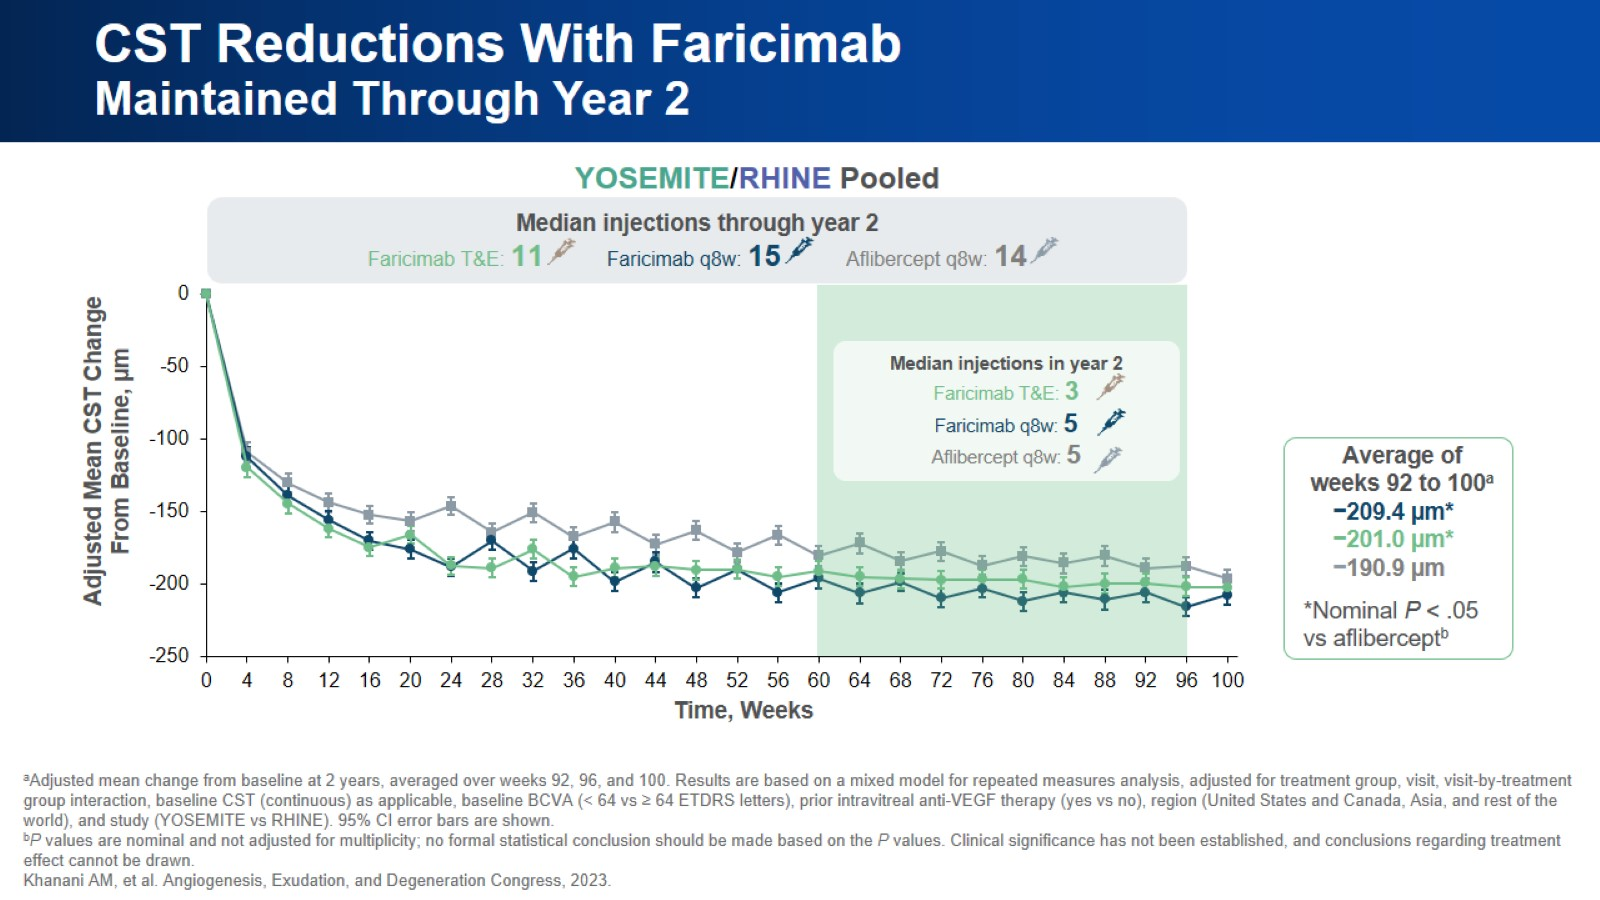 CST Reductions With Faricimab
Maintained Through Year 2
YOSEMITE/RHINE Pooled
Median injections through year 2
Faricimab T&E: 11 Faricimab q8w: 15 Aflibercept q8w: 14
Adjusted Mean CST Change
From Baseline, µm
0
-50
-100
-150
-200
-250
Median injections in year 2
Faricimab T&E: 3
Faricimab q8w: 5
Aflibercept q8w: 5
0 4 8 12 16 20 24 28 32 36 40 44 48 52 56 60 64 68 72 76 80 84 88 92 96 100
Time, Weeks
Average of
weeks 92 to 100ᵃ
−209.4 µm*
−201.0 µm*
−190.9 µm
*Nominal P < .05
vs afliberceptᵇ
ᵃAdjusted mean change from baseline at 2 years, averaged over weeks 92, 96, and 100. Results are based on a mixed model for repeated measures analysis, adjusted for treatment group, visit, visit-by-treatment
group interaction, baseline CST (continuous) as applicable, baseline BCVA (< 64 vs ≥ 64 ETDRS letters), prior intravitreal anti-VEGF therapy (yes vs no), region (United States and Canada, Asia, and rest of the
world), and study (YOSEMITE vs RHINE). 95% CI error bars are shown.
ᵇP values are nominal and not adjusted for multiplicity; no formal statistical conclusion should be made based on the P values. Clinical significance has not been established, and conclusions regarding treatment
effect cannot be drawn.
Khanani AM, et al. Angiogenesis, Exudation, and Degeneration Congress, 2023.